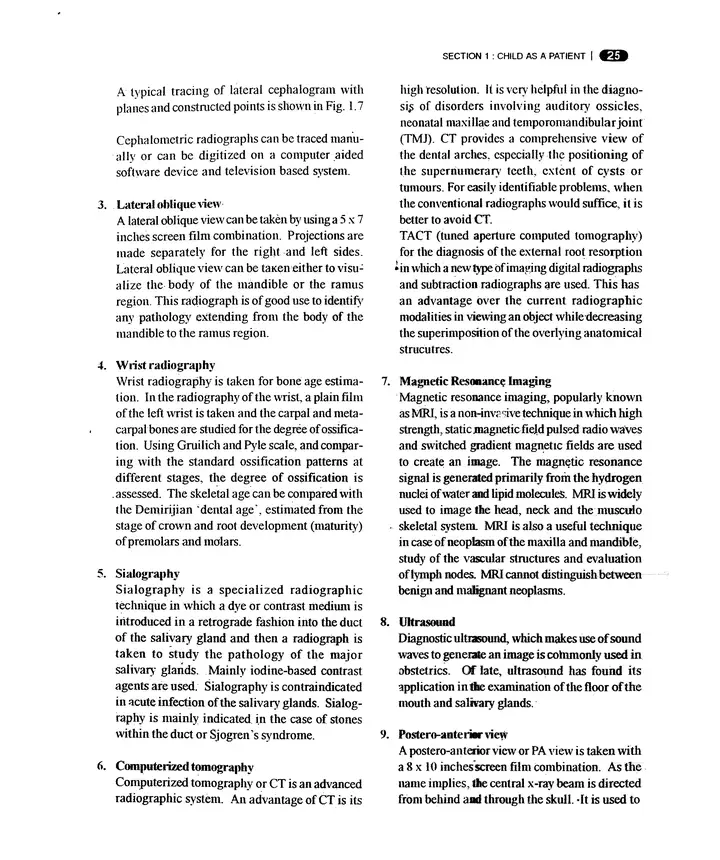 SECTION 1 : CHILD AS A PATIENT | 25
A typical tracing of lateral cephalogram with
planes and constructed points is shown in Fig. 1.7
Cephalometric radiographs can be traced manu-
ally or can be digitized on a computer aided
software device and television based system.
3. Lateral oblique view
A lateral oblique view can be taken by using a 5 x 7
inches screen film combination. Projections are
made separately for the right and left sides.
Lateral oblique view can be taken either to visu-
alize the body of the mandible or the ramus
region. This radiograph is of good use to identify
any pathology extending from the body of the
mandible to the ramus region.
4. Wrist radiography
Wrist radiography is taken for bone age estima-
tion. In the radiography of the wrist, a plain film
of the left wrist is taken and the carpal and meta-
carpal bones are studied for the degree of ossifica-
tion. Using Gruilich and Pyle scale, and compar-
ing with the standard ossification patterns at
different stages, the degree of ossification is
assessed. The skeletal age can be compared with
the Demirijian 'dental age', estimated from the
stage of crown and root development (maturity)
of premolars and molars.
5. Sialography
Sialography is a specialized radiographic
technique in which a dye or contrast medium is
introduced in a retrograde fashion into the duct
of the salivary gland and then a radiograph is
taken to study the pathology of the major
salivary glands. Mainly iodine-based contrast
agents are used. Sialography is contraindicated
in acute infection of the salivary glands. Sialog-
raphy is mainly indicated in the case of stones
within the duct or Sjogren's syndrome.
6. Computerized tomography
Computerized tomography or CT is an advanced
radiographic system. An advantage of CT is its
high resolution. It is very helpful in the diagno-
sis of disorders involving auditory ossicles,
neonatal maxillae and temporomandibular joint
(TMJ). CT provides a comprehensive view of
the dental arches, especially the positioning of
the supernumerary teeth, extent of cysts or
tumours. For easily identifiable problems, when
the conventional radiographs would suffice, it is
better to avoid CT.
TACT (tuned aperture computed tomography)
for the diagnosis of the external root resorption
in which a new type of imaging digital radiographs
and subtraction radiographs are used. This has
an advantage over the current radiographic
modalities in viewing an object while decreasing
the superimposition of the overlying anatomical
strucutres.
7. Magnetic Resonance Imaging
Magnetic resonance imaging, popularly known
as MRI, is a non-invasive technique in which high
strength, static magnetic field pulsed radio waves
and switched gradient magnetic fields are used
to create an image. The magnetic resonance
signal is generated primarily from the hydrogen
nuclei of water and lipid molecules. MRI is widely
used to image the head, neck and the musculo
skeletal system. MRI is also a useful technique
in case of neoplasm of the maxilla and mandible,
study of the vascular structures and evaluation
of lymph nodes. MRI cannot distinguish between
benign and malignant neoplasms.
8. Ultrasound
Diagnostic ultrasound, which makes use of sound
waves to generate an image is commonly used in
obstetrics. Of late, ultrasound has found its
application in the examination of the floor of the
mouth and salivary glands.
9. Postero-anterior view
A postero-anterior view or PA view is taken with
a 8 x 10 inches screen film combination. As the
name implies, the central x-ray beam is directed
from behind and through the skull. It is used to